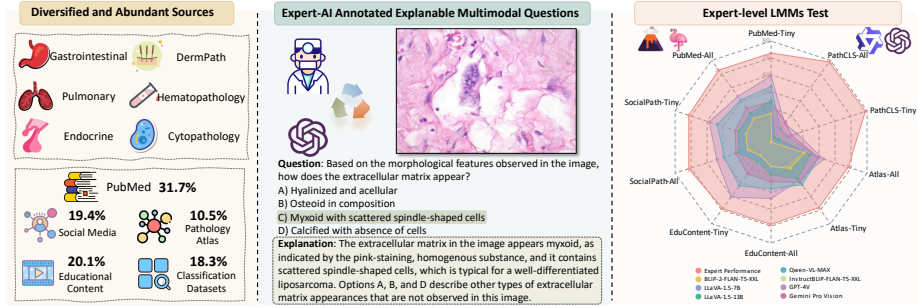 Diversified and Abundant Sources
Gastrointestinal
DermPath
Pulmonary
Hematopathology
Endocrine
Cytopathology
PubMed 31.7%
19.4%
Social Media
10.5%
Pathology
Atlas
20.1%
Educational
Content
18.3%
Classification
Datasets
Expert-AI Annotated Explanable Multimodal Questions
Question: Based on the morphological features observed in the image,
how does the extracellular matrix appear?
A) Hyalinized and acellular
B) Osteoid in composition
C) Myxoid with scattered spindle-shaped cells
D) Calcified with absence of cells
Explanation: The extracellular matrix in the image appears myxoid, as
indicated by the pink-staining, homogenous substance, and it contains
scattered spindle-shaped cells, which is typical for a well-differentiated
liposarcoma. Options A, B, and D describe other types of extracellular
matrix appearances that are not observed in this image.
Expert-level LMMs Test
PubMed-Tiny
PubMed-All
PathCLS-All
SocialPath-Tiny
PathCLS-Tiny
SocialPath-All
Atlas-All
EduContent-Tiny
Atlas-Tiny
EduContent-All
Expert Performance
BLIP-2-FLAN-T5-XXL
LLaVA-1.5-7B
LLaVA-1.5-13B
Qwen-VL-MAX
InstructBLIP-FLAN-T5-XXL
GPT-4V
Gemini Pro Vision